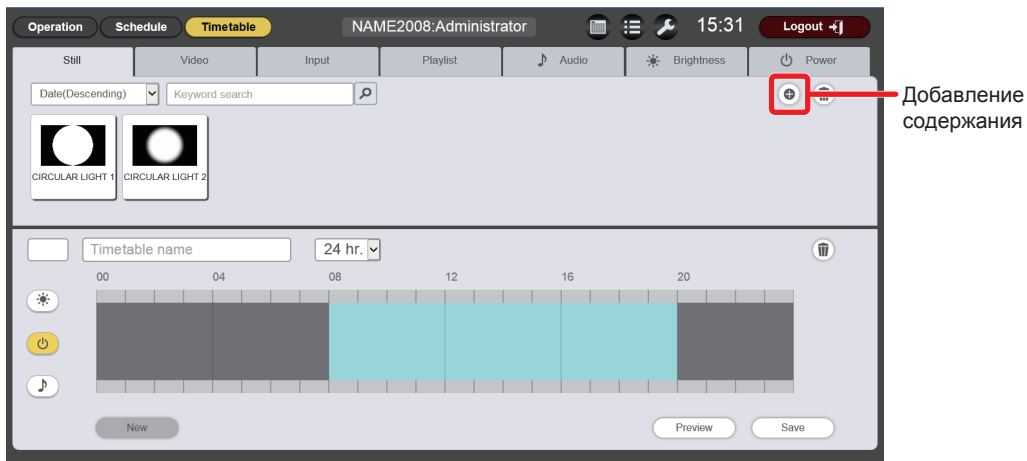 Operation Schedule Timetable NAME2008:Administrator 15:31 Logout
Still Video Input Playlist Audio Brightness Power
Date(Descending) Keyword search
Добавление
содержания
CIRCULAR LIGHT 1 CIRCULAR LIGHT 2
Timetable name 24 hr.
00 04 08 12 16 20
New Preview Save